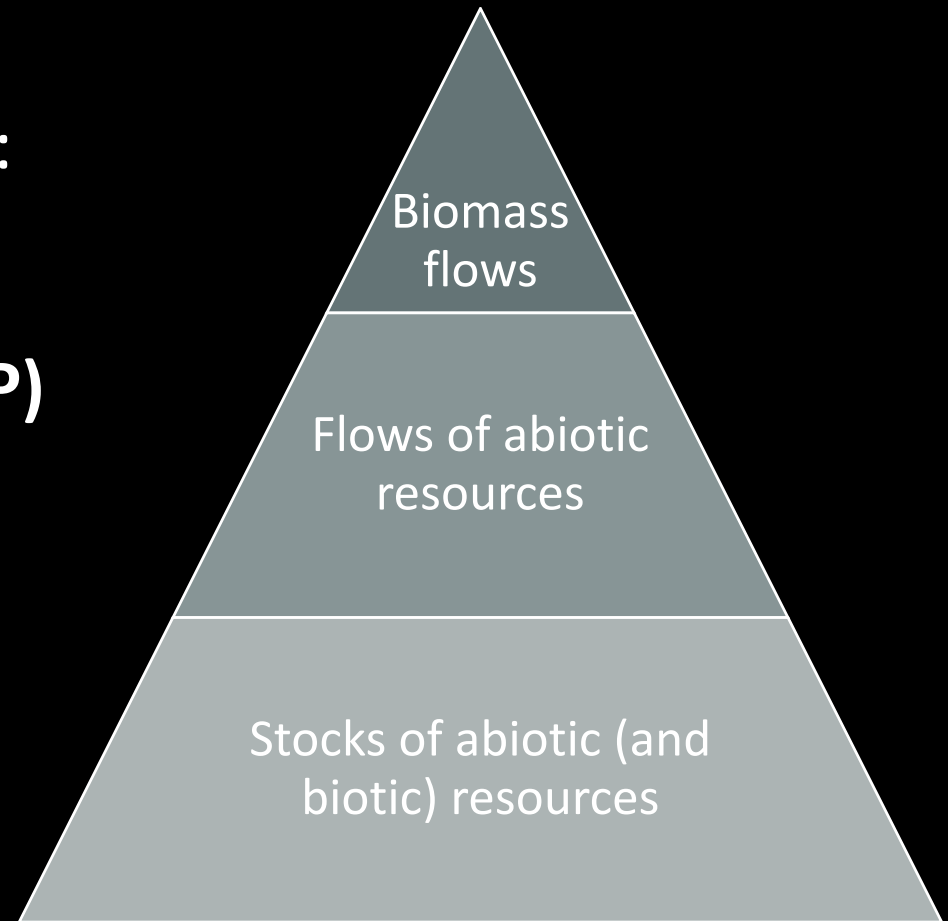 :
Biomass
flows
P)
Flows of abiotic
resources
Stocks of abiotic (and
biotic) resources